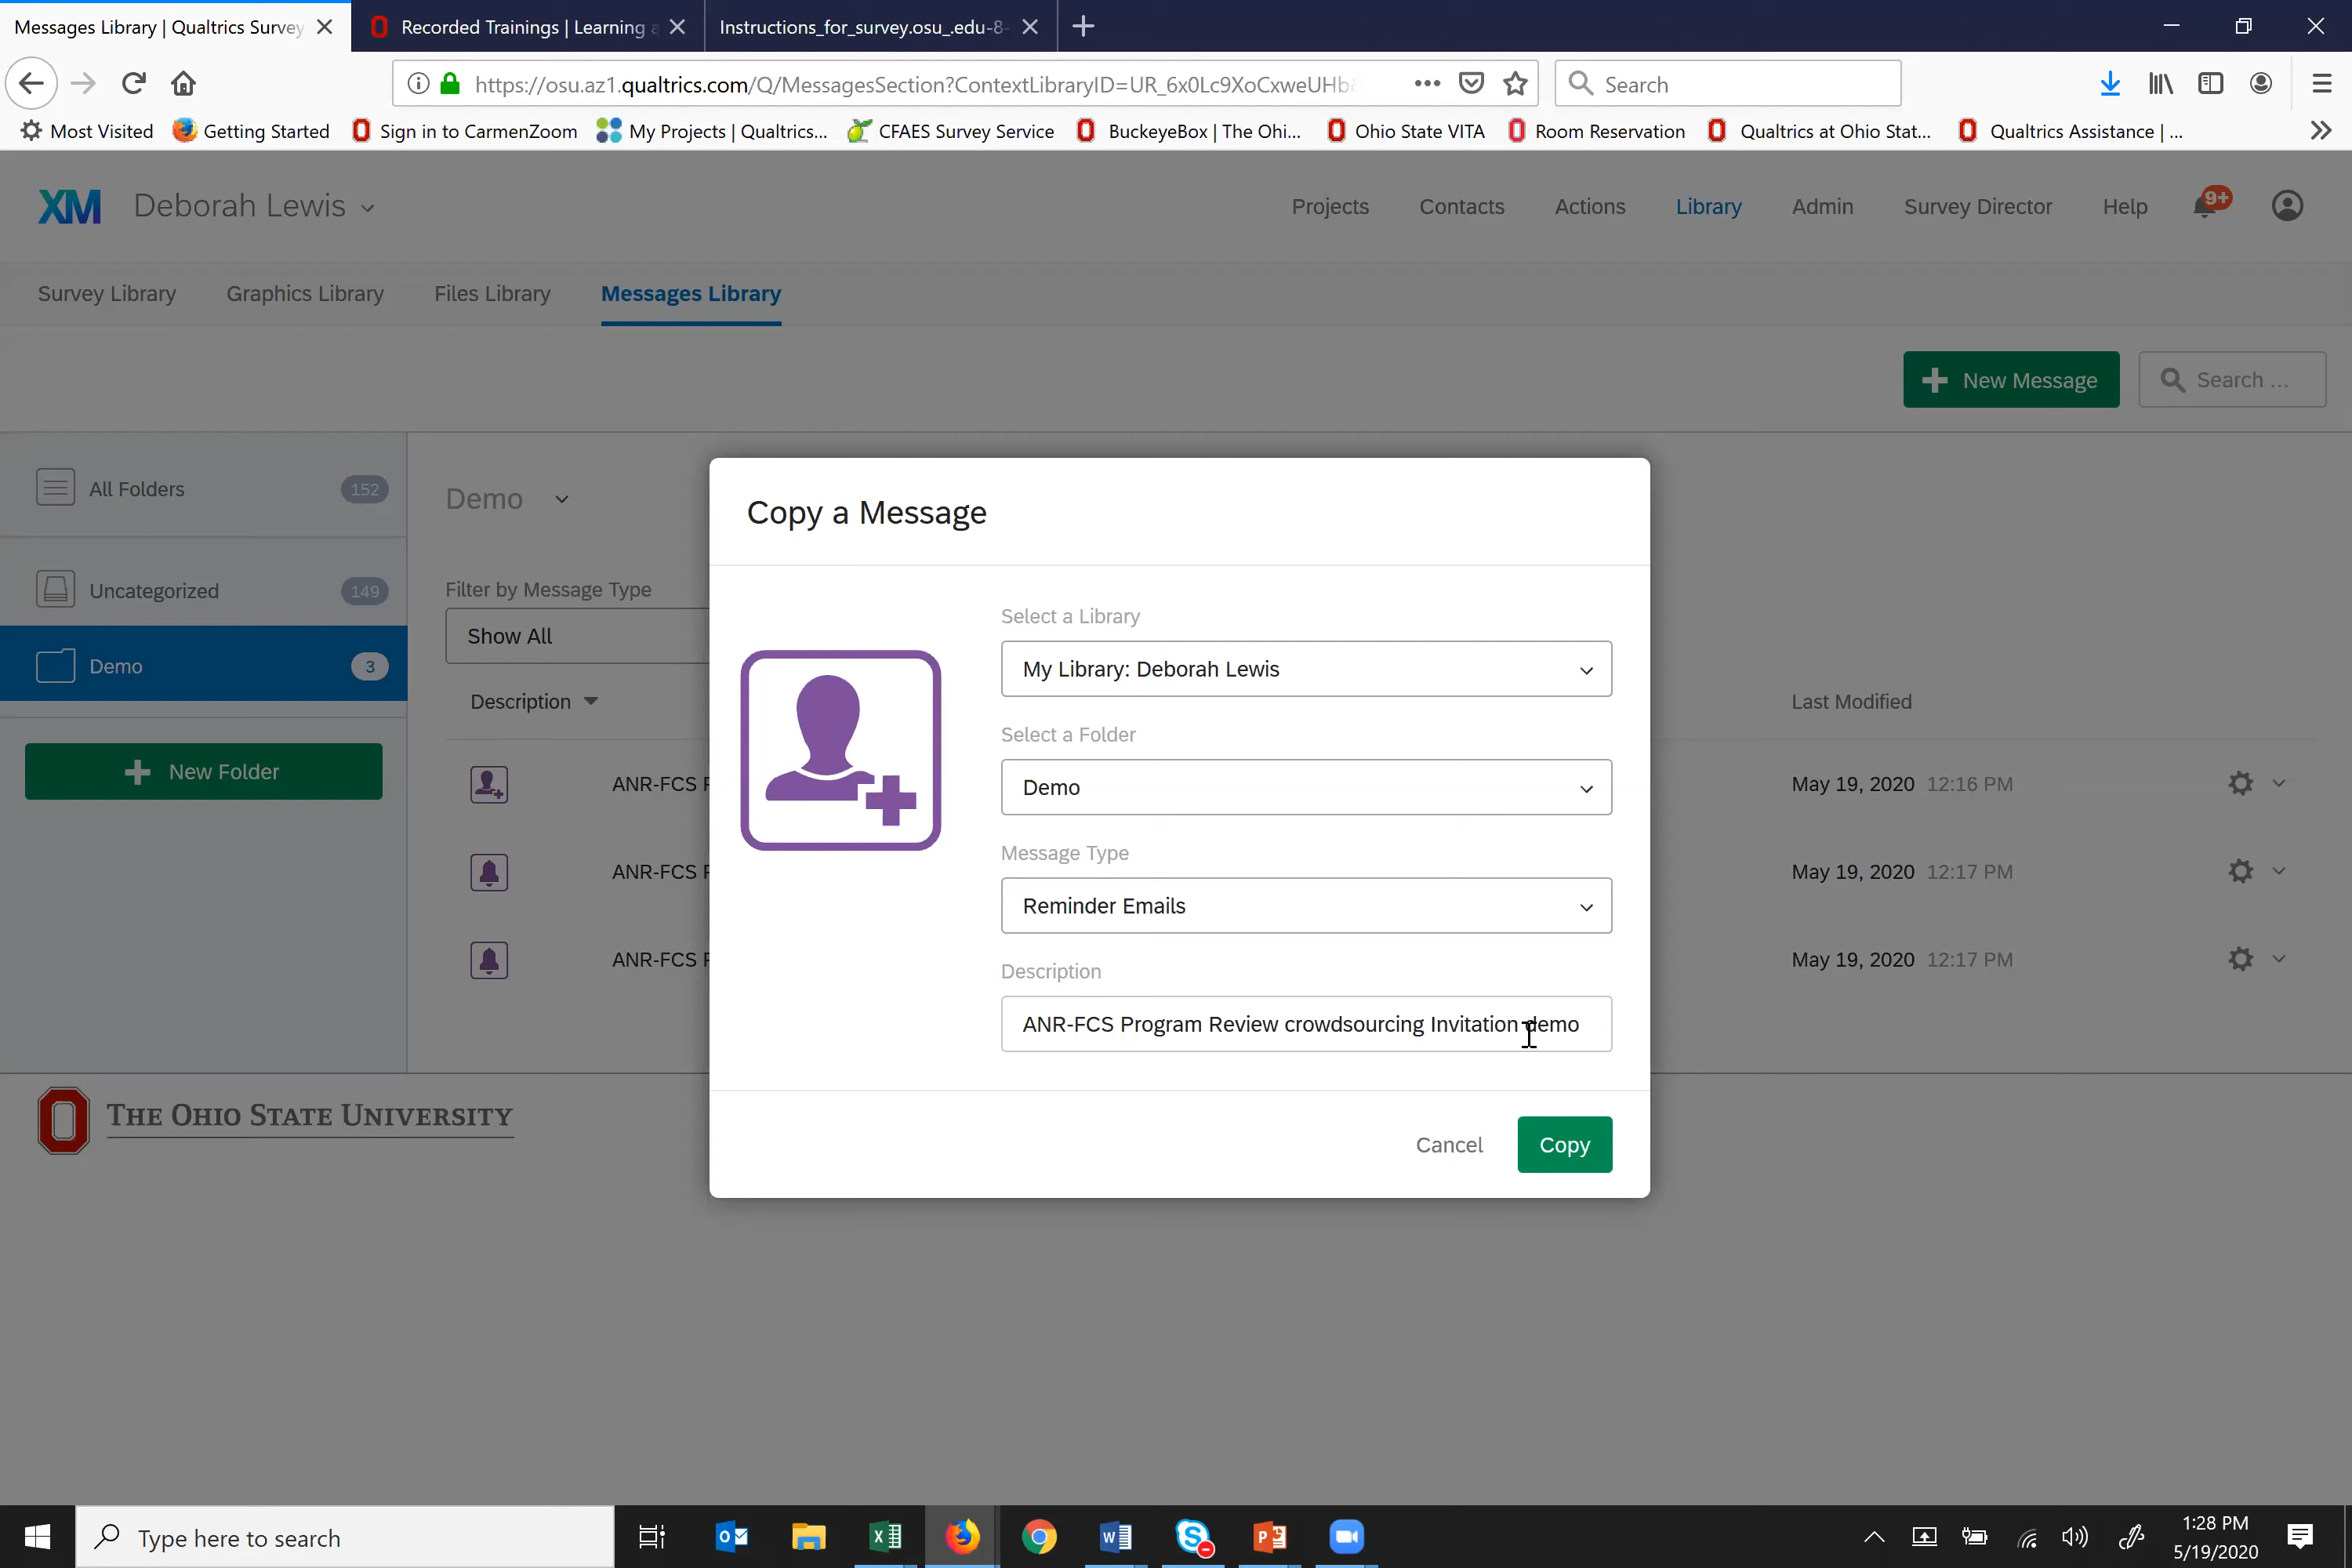 Messages Library | Qualtrics Survey
Recorded Trainings | Learning a
Instructions_for_survey.osu_.edu-8-
https://osu.az1.qualtrics.com/Q/MessagesSection?ContextLibraryID=UR_6x0Lc9XoCxweUHb&
Search
Most Visited
Getting Started
Sign in to CarmenZoom
My Projects | Qualtrics...
CFAES Survey Service
BuckeyeBox | The Ohi...
Ohio State VITA
Room Reservation
Qualtrics at Ohio Stat...
Qualtrics Assistance | ...
XM
Deborah Lewis
Projects
Contacts
Actions
Library
Admin
Survey Director
Help
9+
Survey Library
Graphics Library
Files Library
Messages Library
New Message
Search ...
All Folders
152
Uncategorized
149
Demo
3
New Folder
Demo
Filter by Message Type
Show All
Description
Last Modified
ANR-FCS
May 19, 2020 12:16 PM
ANR-FCS
May 19, 2020 12:17 PM
ANR-FCS
May 19, 2020 12:17 PM
Copy a Message
Select a Library
My Library: Deborah Lewis
Select a Folder
Demo
Message Type
Reminder Emails
Description
ANR-FCS Program Review crowdsourcing Invitation demo
Cancel
Copy
THE OHIO STATE UNIVERSITY
Type here to search
1:28 PM
5/19/2020